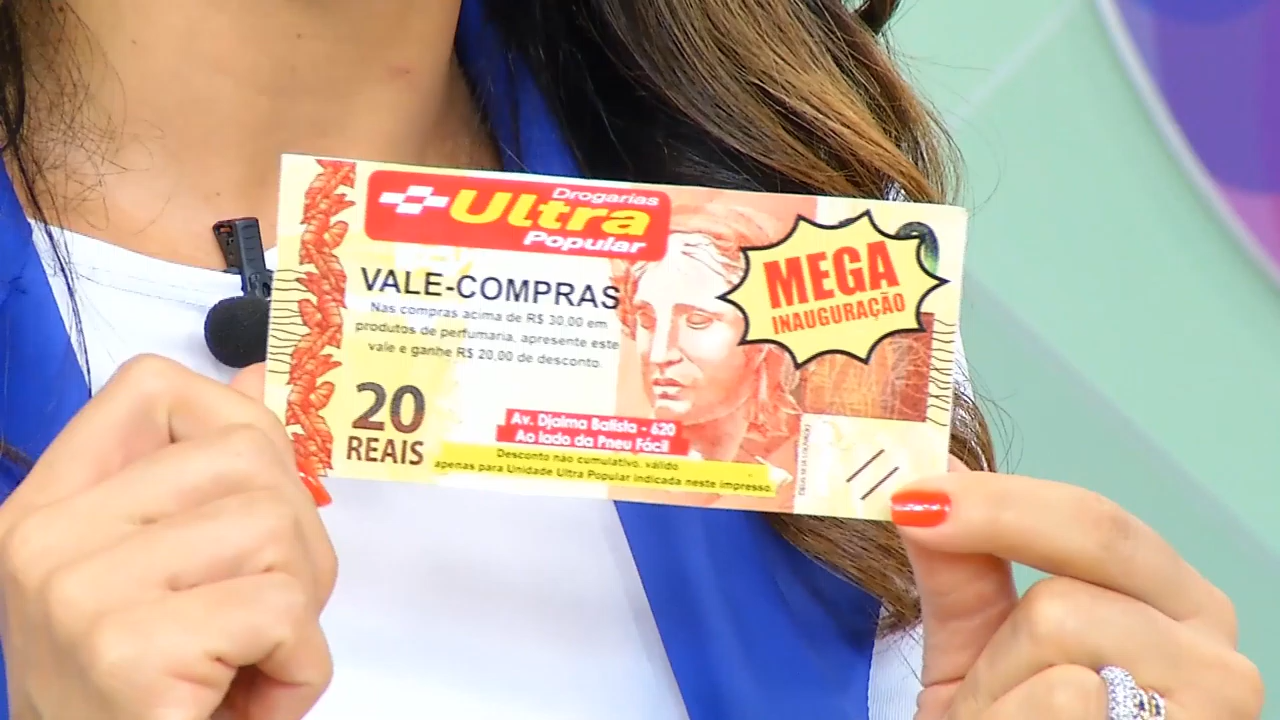 Drogarias
Ultra
Popular
MEGA
INAUGURAÇÃO
VALE-COMPRAS
Nas compras acima de R$ 30,00 em
produtos de perfumaria, apresente este
vale e ganhe R$ 20,00 de desconto.
20
REAIS
Av. Djalma Batista - 620
Ao lado da Pneu Fácil
Desconto não cumulativo, válido
apenas para Unidade Ultra Popular indicada neste impresso.